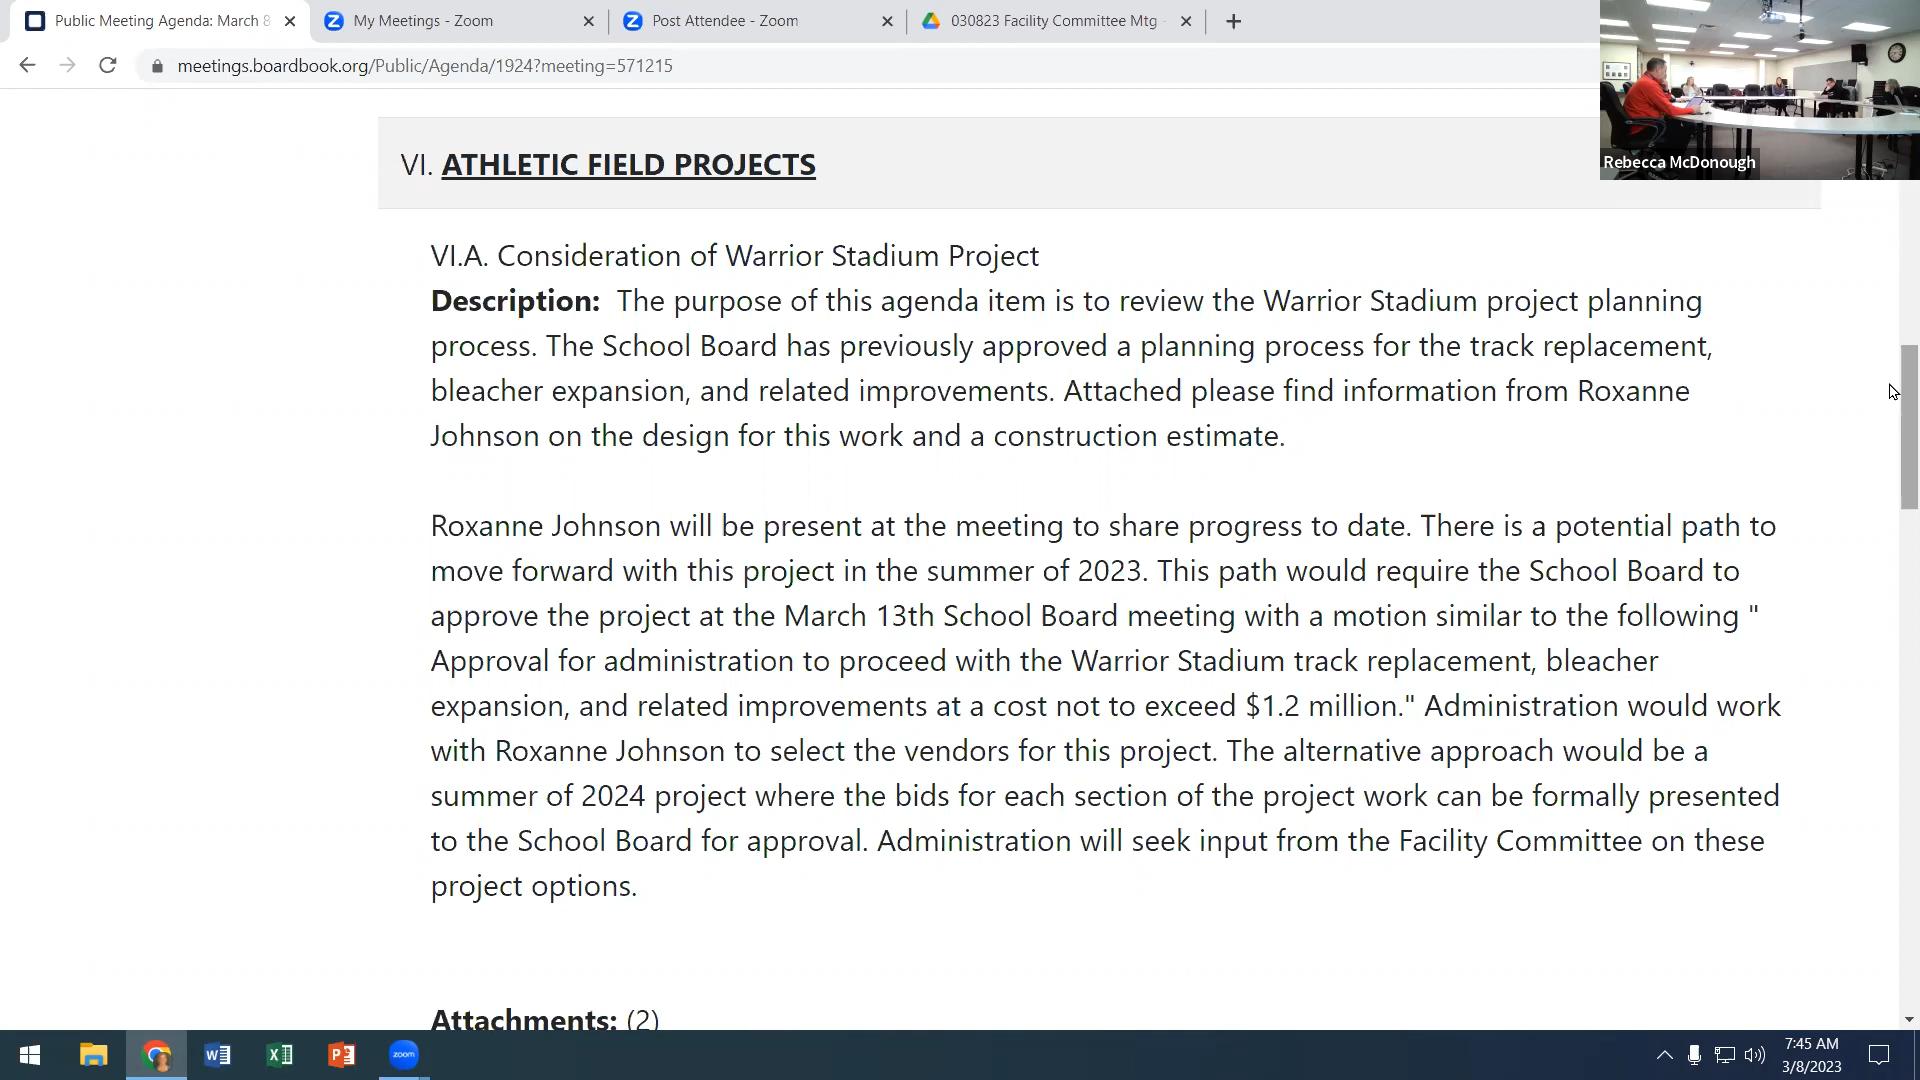 Public Meeting Agenda: March 8
My Meetings - Zoom
Post Attendee - Zoom
030823 Facility Committee Mtg -
meetings.boardbook.org/Public/Agenda/1924?meeting=571215
Rebecca McDonough
VI. ATHLETIC FIELD PROJECTS
VI.A. Consideration of Warrior Stadium Project
Description: The purpose of this agenda item is to review the Warrior Stadium project planning
process. The School Board has previously approved a planning process for the track replacement,
bleacher expansion, and related improvements. Attached please find information from Roxanne
Johnson on the design for this work and a construction estimate.
Roxanne Johnson will be present at the meeting to share progress to date. There is a potential path to
move forward with this project in the summer of 2023. This path would require the School Board to
approve the project at the March 13th School Board meeting with a motion similar to the following "
Approval for administration to proceed with the Warrior Stadium track replacement, bleacher
expansion, and related improvements at a cost not to exceed $1.2 million." Administration would work
with Roxanne Johnson to select the vendors for this project. The alternative approach would be a
summer of 2024 project where the bids for each section of the project work can be formally presented
to the School Board for approval. Administration will seek input from the Facility Committee on these
project options.
Attachments: (2)
zoom
7:45 AM
3/8/2023